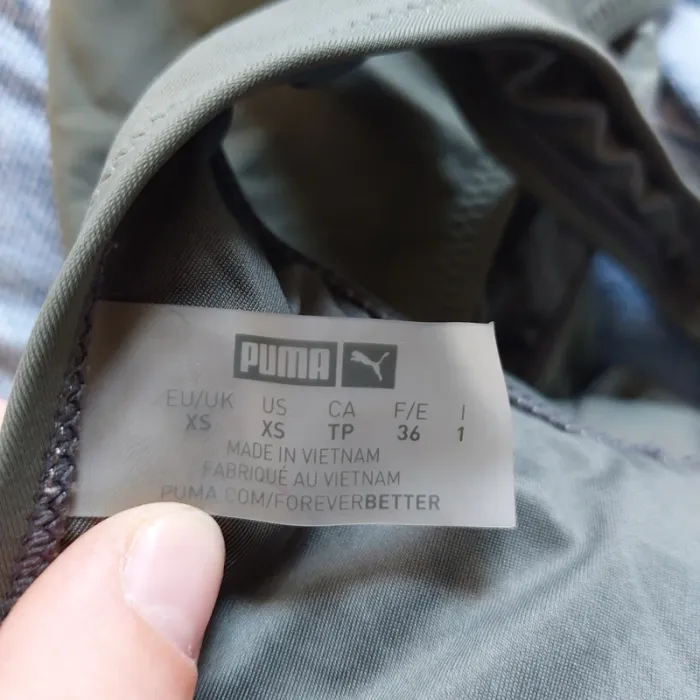 PUMA
EU/UK US CA F/E I
XS XS TP 36 1
MADE IN VIETNAM
FABRIQUÉ AU VIETNAM
PUMA.COM/FOREVERBETTER